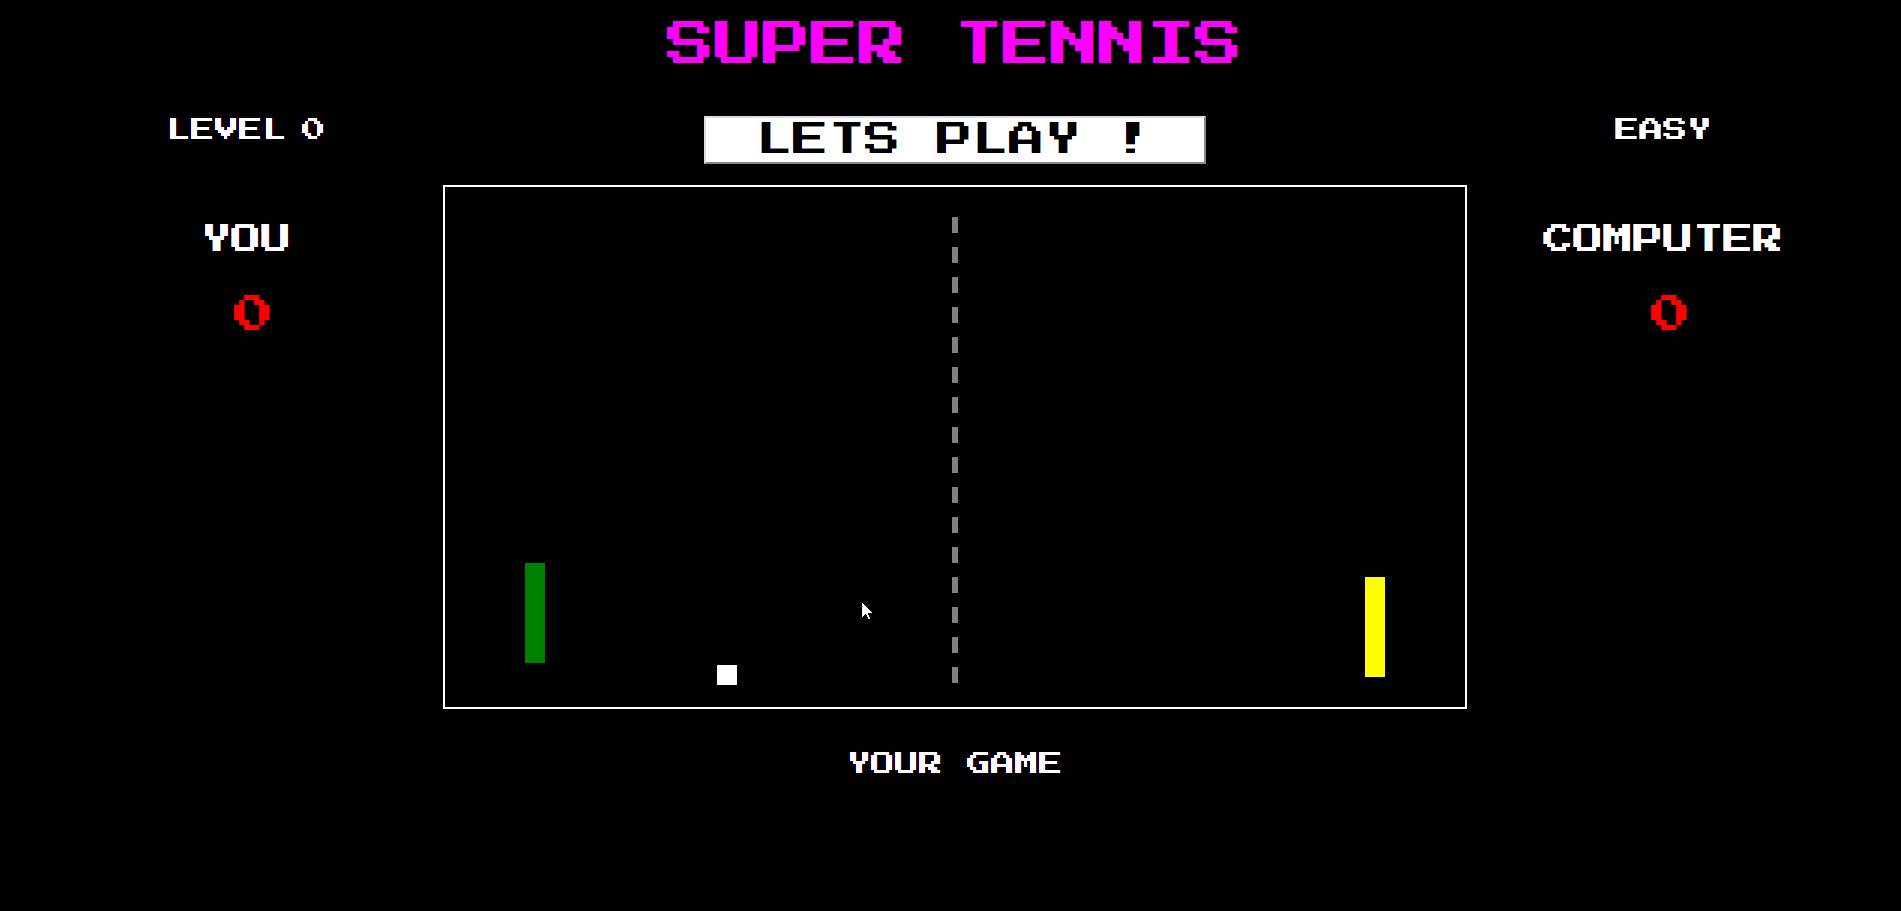 SUPER TENNIS
LEVEL 0
LETS PLAY !
EASY
YOU
COMPUTER
0
0
YOUR GAME